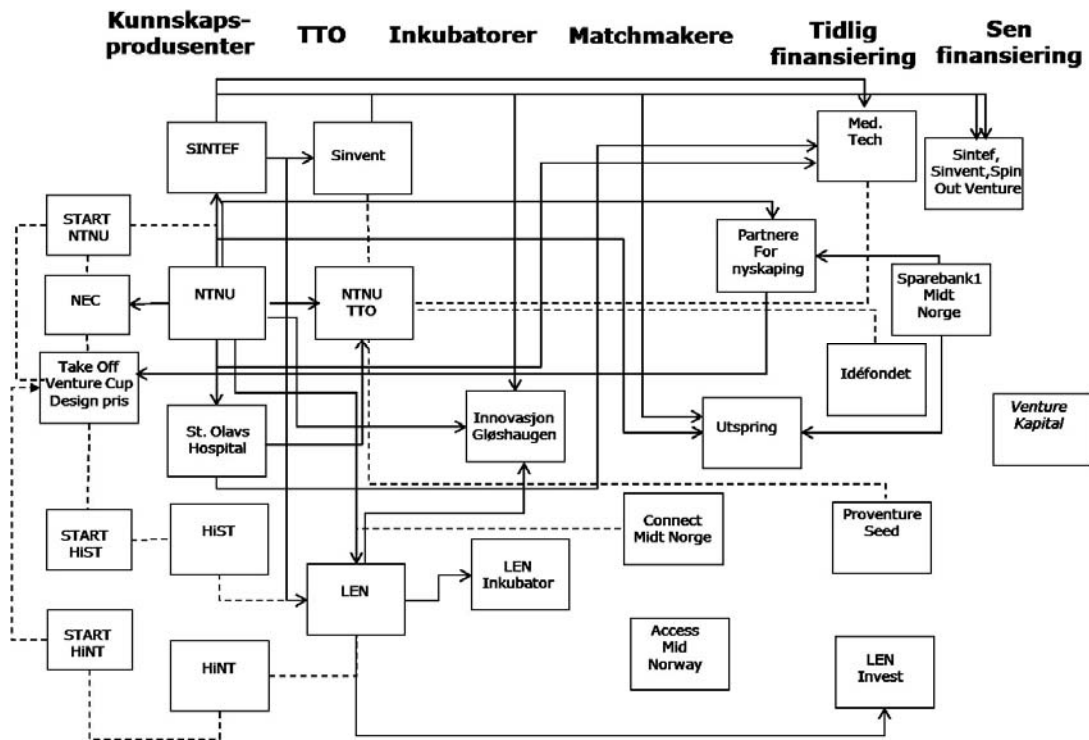 Kunnskaps-
produsenter
TTO
Inkubatorer
Matchmakere
Tidlig
finansiering
Sen
finansiering
SINTEF
Sinvent
Med.
Tech
Sintef,
Sinvent,Spin
Out Venture
START
NTNU
Partnere
For
nyskaping
NEC
NTNU
NTNU
TTO
Sparebank1
Midt
Norge
Take Off
Venture Cup
Design pris
Idéfondet
St. Olavs
Hospital
Innovasjon
Gløshaugen
Utspring
Venture
Kapital
START
HiST
HiST
Connect
Midt Norge
Proventure
Seed
LEN
LEN
Inkubator
START
HiNT
HiNT
Access
Mid
Norway
LEN
Invest